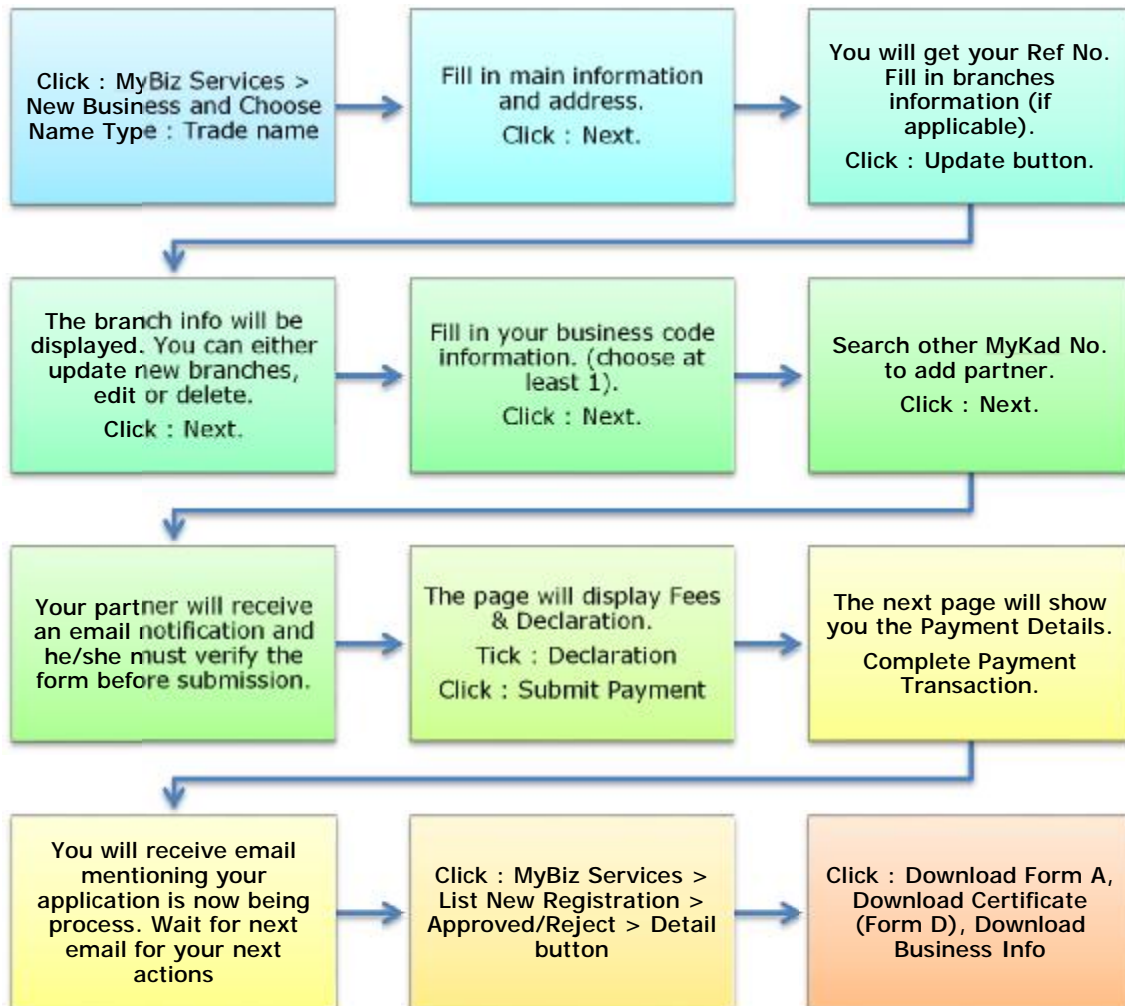 Click : MyBiz Services >
New Business and Choose
Name Type : Trade name
Fill in main information
and address.
Click : Next.
You will get your Ref No.
Fill in branches
information (if
applicable).
Click : Update button.
The branch info will be
displayed. You can either
update new branches,
edit or delete.
Click : Next.
Fill in your business code
information. (choose at
least 1).
Click : Next.
Search other MyKad No.
to add partner.
Click : Next.
Your partner will receive
an email notification and
he/she must verify the
form before submission.
The page will display Fees
& Declaration.
Tick : Declaration
Click : Submit Payment
The next page will show
you the Payment Details.
Complete Payment
Transaction.
You will receive email
mentioning your
application is now being
process. Wait for next
email for your next
actions
Click : MyBiz Services >
List New Registration >
Approved/Reject > Detail
button
Click : Download Form A,
Download Certificate
(Form D), Download
Business Info